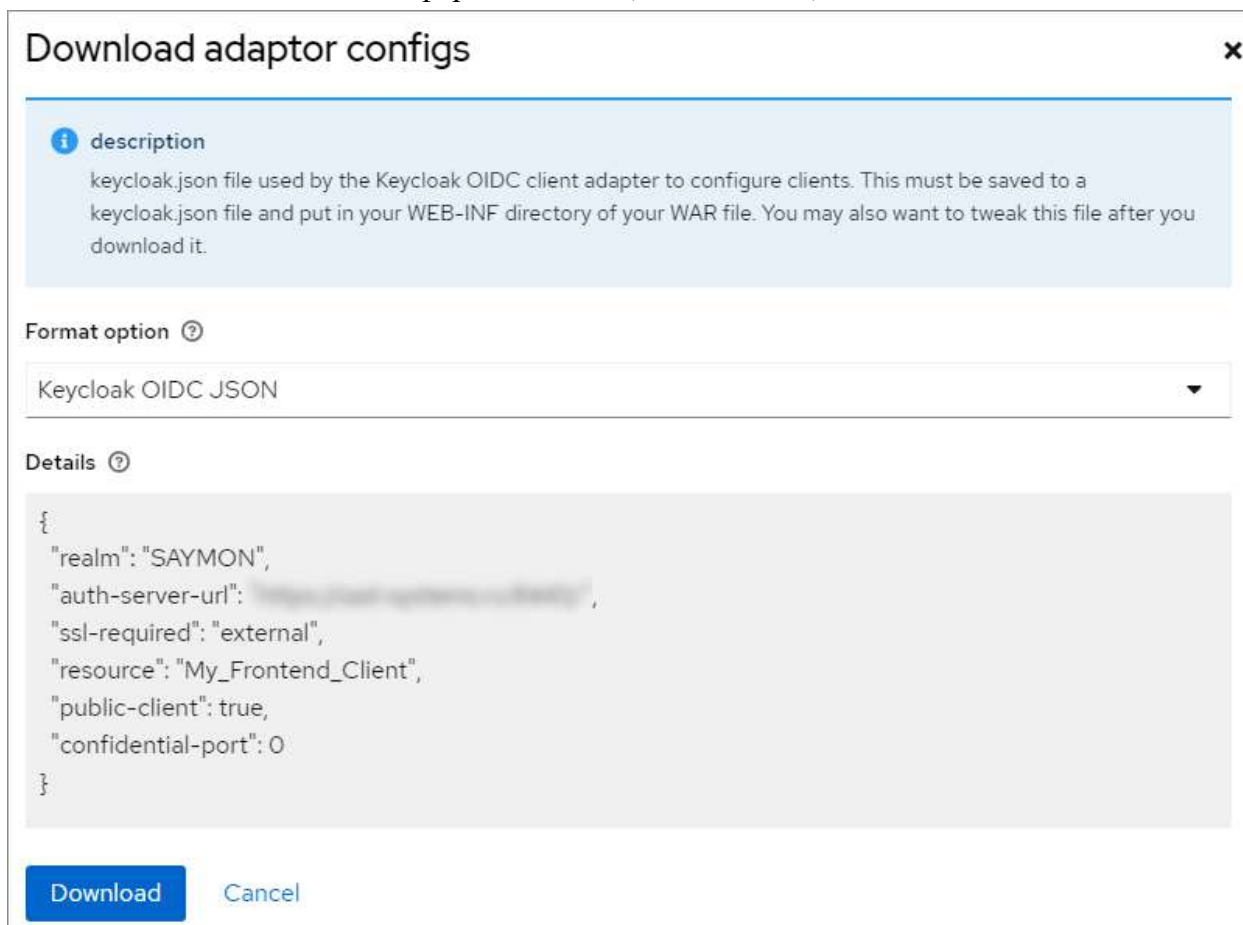 Download adaptor configs
description
keycloak.json file used by the Keycloak OIDC client adapter to configure clients. This must be saved to a
keycloak.json file and put in your WEB-INF directory of your WAR file. You may also want to tweak this file after you
download it.
Format option
Keycloak OIDC JSON
Details
{
"realm": "SAYMON",
"auth-server-url": ,
"ssl-required": "external",
"resource": "My_Frontend_Client",
"public-client": true,
"confidential-port": 0
}
Download Cancel